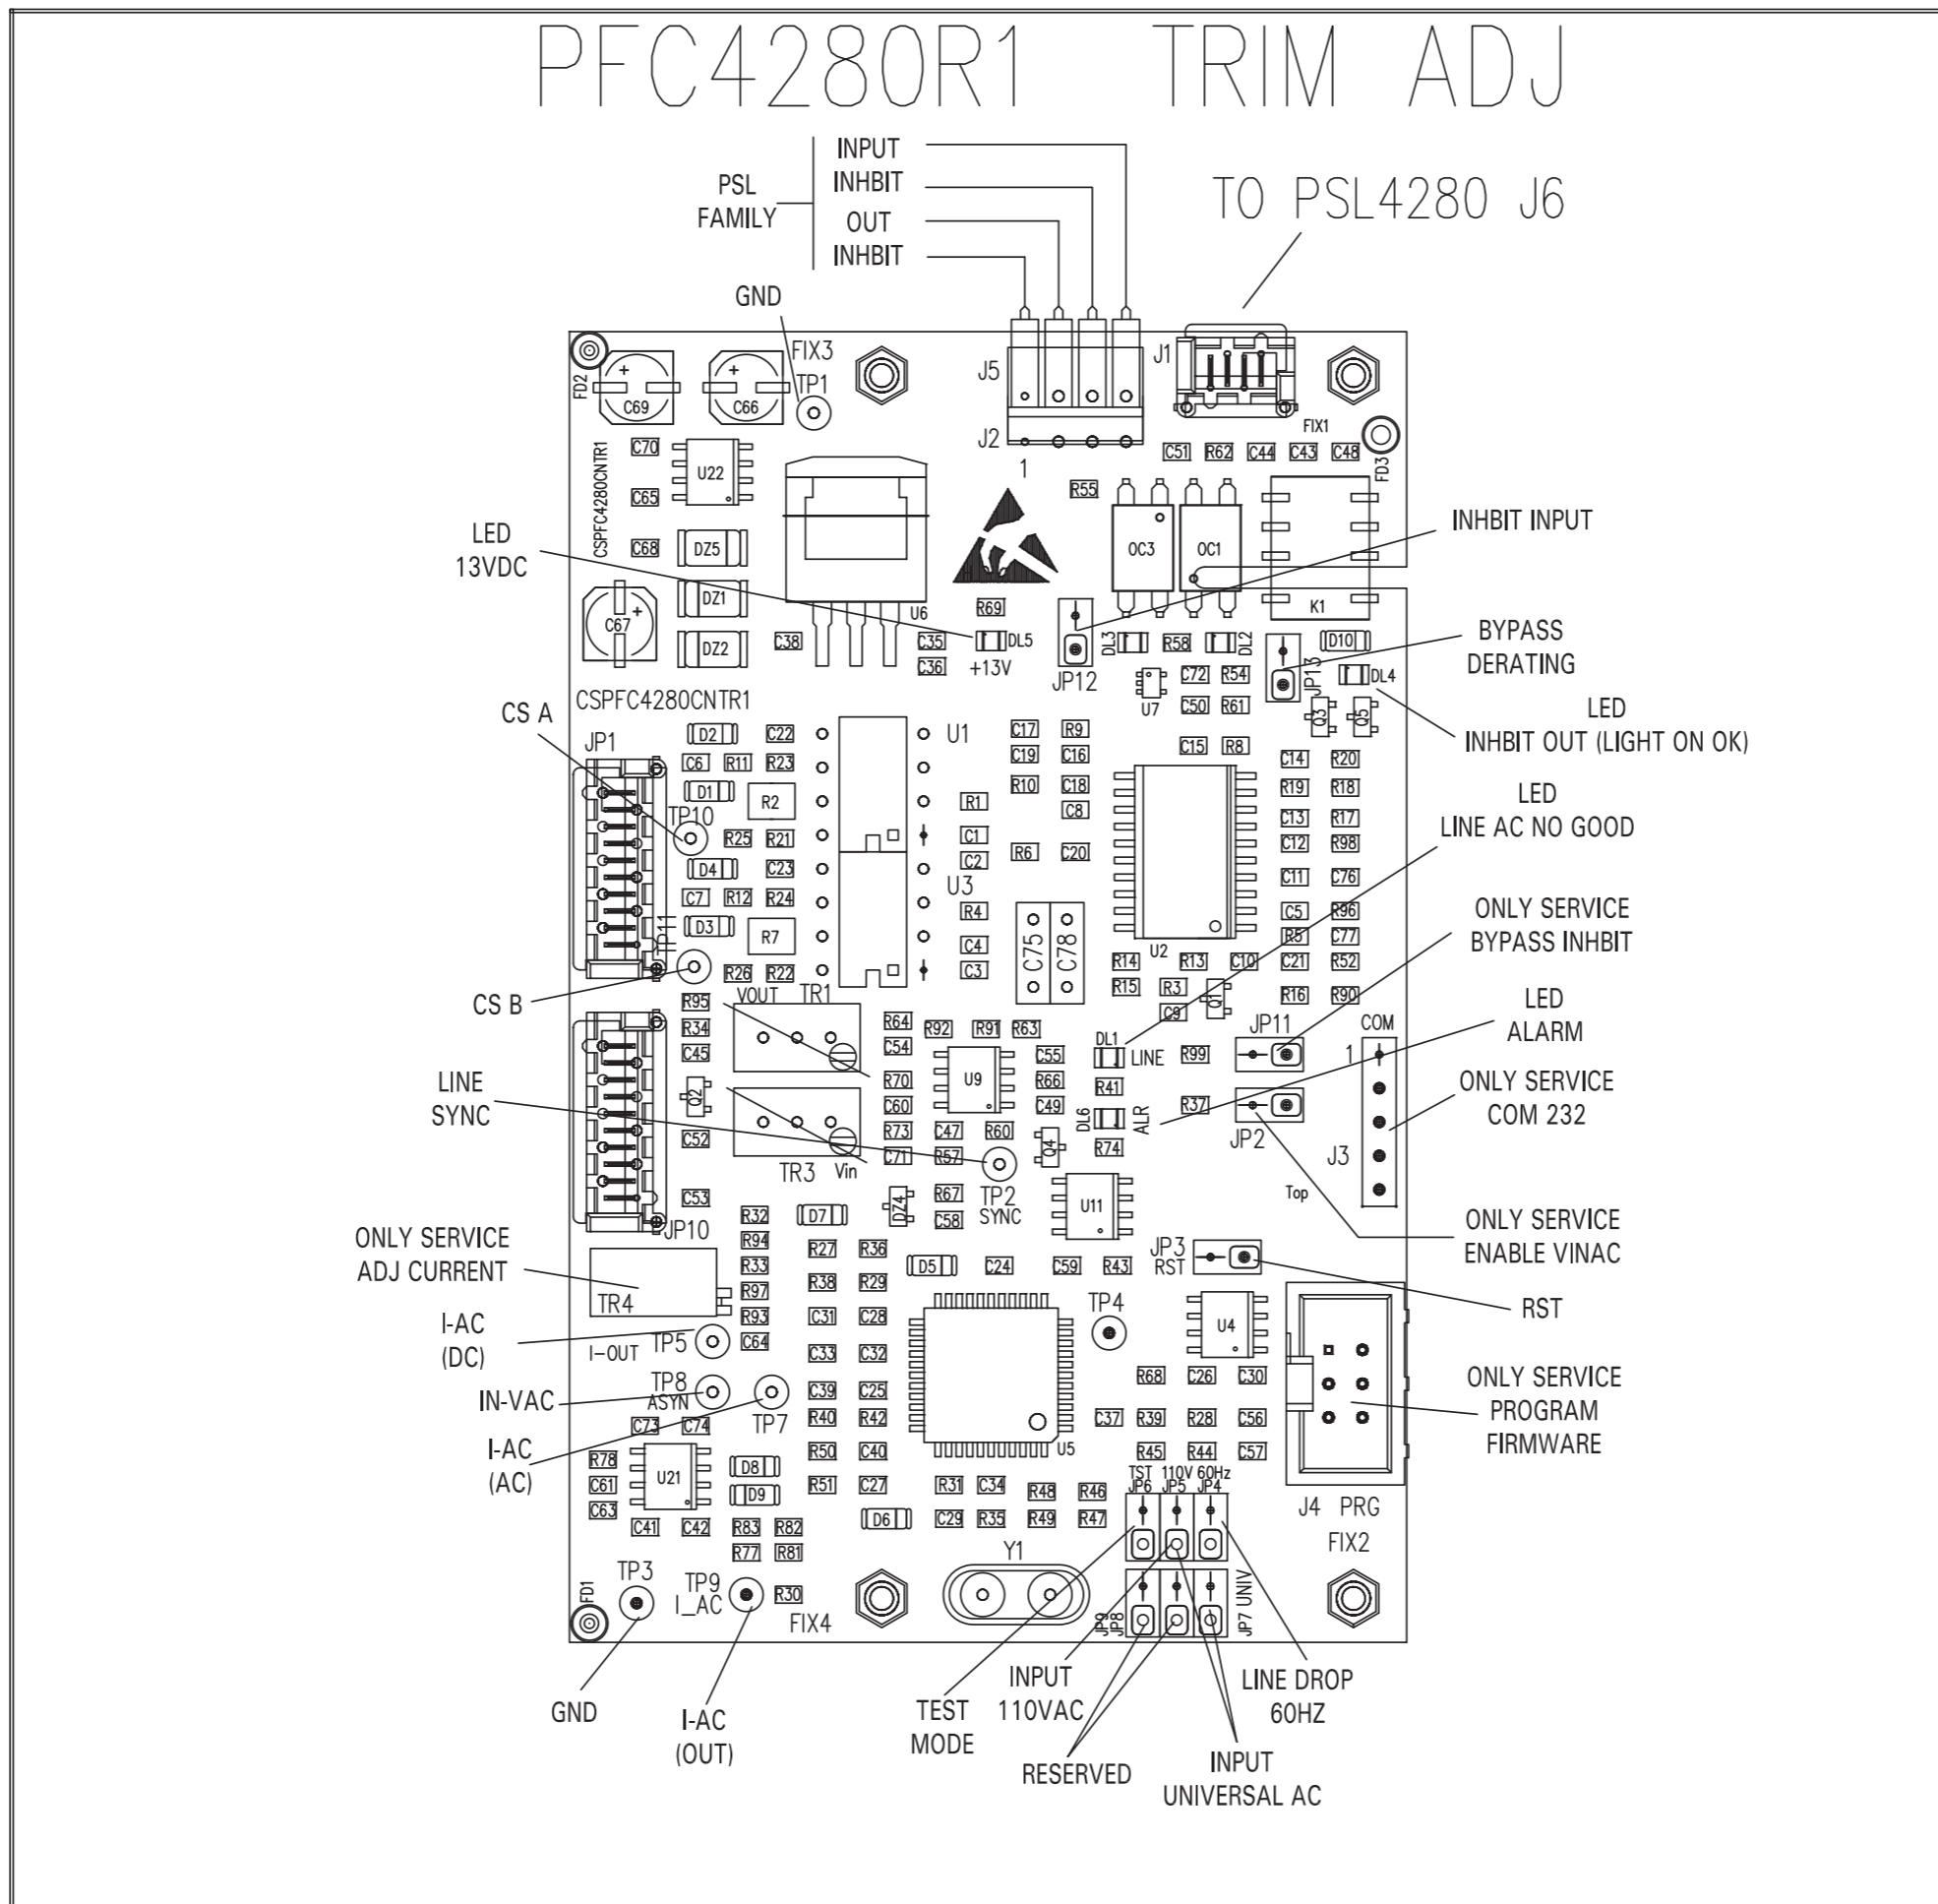 PFC4280R1 TRIM ADJ
INPUT
INHBIT
OUT
INHBIT
PSL
FAMILY
TO PSL4280 J6
GND
FIX3
TP1
J5
J2
1
J1
FIX1
FD2
FD3
C69
C66
C70
U22
C65
C68
CSPFC4280CNTR1
DZ5
DZ1
DZ2
C67
C38
U6
C35
C36
R69
DL5
+13V
LED
13VDC
R55
C51
R62
C44
C43
C48
OC3
OC1
K1
INHBIT INPUT
JP12
DL3
R58
DL2
D10
JP13
DL4
BYPASS
DERATING
U7
C72
R54
C50
R61
Q3
Q5
LED
INHBIT OUT (LIGHT ON OK)
CSPFC4280CNTR1
CS A
JP1
D2
C22
C6
R11
R23
D1
R2
TP10
R25
R21
D4
C23
C7
R12
R24
D3
R7
TP11
R26
R22
CS B
U1
U3
C17
R9
C19
C16
R10
C18
C8
R1
C1
C2
R6
C20
R4
C4
C3
C75
C78
C15
R8
U2
C14
R20
R19
R18
C13
R17
C12
R98
C11
C76
C5
R96
R5
C77
R14
R13
C10
C21
R52
R15
R3
C9
Q1
R16
R90
LED
LINE AC NO GOOD
ONLY SERVICE
BYPASS INHBIT
LED
ALARM
R95
R34
C45
VOUT
TR1
R64
C54
R70
C60
R73
C71
R92
R91
R63
U9
C55
R66
C49
C47
R60
R57
DL1
LINE
R41
DL6
ALR
R74
Q4
R99
R37
JP11
JP2
COM
1
J3
Top
ONLY SERVICE
COM 232
LINE
SYNC
Q2
C52
TR3
Vin
C53
JP10
DZ4
R67
C58
TP2
SYNC
U11
ONLY SERVICE
ENABLE VINAC
ONLY SERVICE
ADJ CURRENT
TR4
R32
R94
R33
R97
R93
C64
D7
R27
R36
R38
R29
C31
C28
C33
C32
C39
C25
R40
R42
R50
C40
R51
C27
D5
C24
C59
R43
JP3
RST
RST
TP4
U4
U5
I-AC
(DC)
I-OUT
TP5
IN-VAC
TP8
ASYN
TP7
I-AC
(AC)
C73
C74
R78
C61
C63
U21
D8
D9
C41
C42
R83
R82
R77
R81
D6
R31
C34
C29
R35
R48
R46
R49
R47
R68
C26
C30
C37
R39
R28
C56
R45
R44
C57
TST 110V 60Hz
JP6
JP5
JP4
J4 PRG
FIX2
ONLY SERVICE
PROGRAM
FIRMWARE
FD1
TP3
TP9
I_AC
R30
FIX4
Y1
JP9
JP8
JP7 UNIV
GND
I-AC
(OUT)
TEST
MODE
INPUT
110VAC
RESERVED
LINE DROP
60HZ
INPUT
UNIVERSAL AC